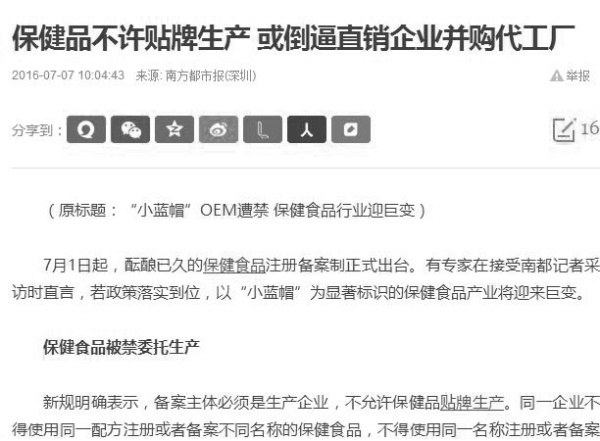 保健品不许贴牌生产 或倒逼直销企业并购代工厂
2016-07-07 10:04:43 来源: 南方都市报(深圳) 举报
分享到： 16
（原标题：“小蓝帽”OEM遭禁 保健食品行业迎巨变）
7月1日起，酝酿已久的保健食品注册备案制正式出台。有专家在接受南都记者采
访时直言，若政策落实到位，以“小蓝帽”为显著标识的保健食品产业将迎来巨变。
保健食品被禁委托生产
新规明确表示，备案主体必须是生产企业，不允许保健品贴牌生产。同一企业不
得使用同一配方注册或者备案不同名称的保健食品，不得使用同一名称注册或者备案